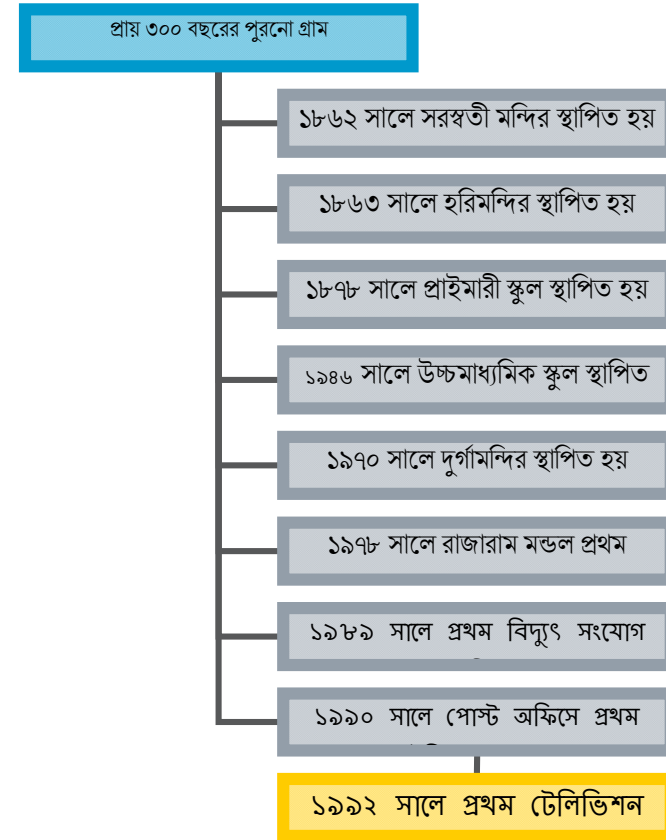 প্রায় ৩০০ বছরের পুরনো গ্রাম
১৮৬২ সালে সরস্বতী মন্দির স্থাপিত হয়
১৮৬৩ সালে হরিমন্দির স্থাপিত হয়
১৮৭৮ সালে প্রাইমারী স্কুল স্থাপিত হয়
১৯৪৬ সালে উচ্চমাধ্যমিক স্কুল স্থাপিত
১৯৭০ সালে দুর্গামন্দির স্থাপিত হয়
১৯৭৮ সালে রাজারাম মন্ডল প্রথম
১৯৮৯ সালে প্রথম বিদ্যুৎ সংযোগ
১৯৯০ সালে পোস্ট অফিসে প্রথম
১৯৯২ সালে প্রথম টেলিভিশন